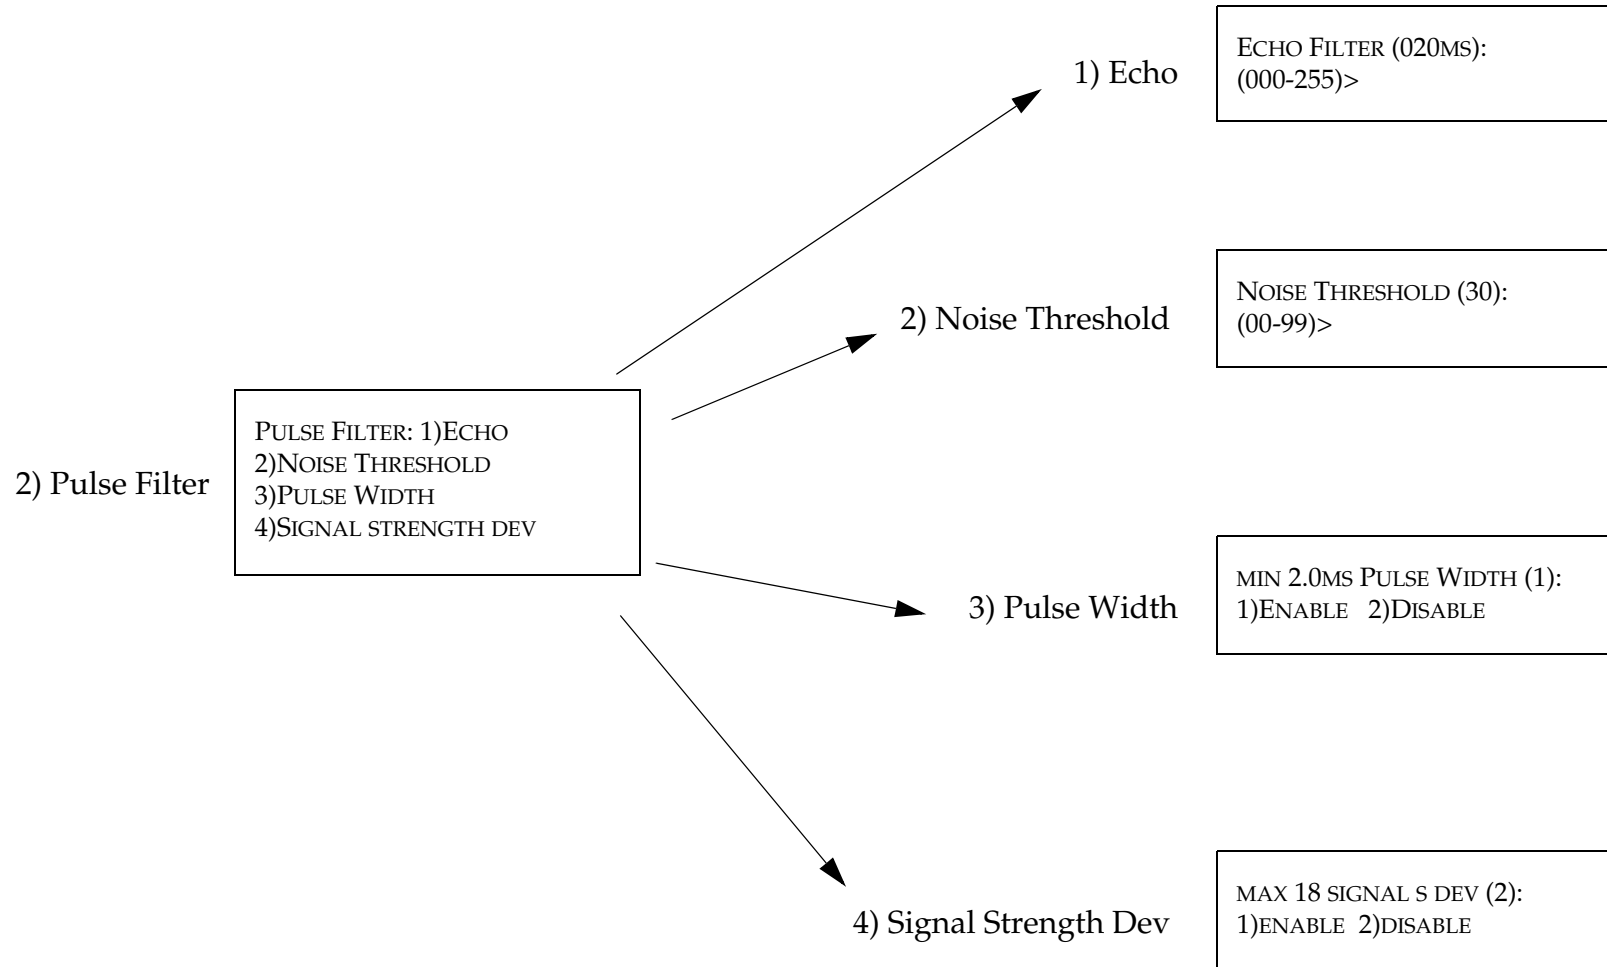 1) Echo
ECHO FILTER (020MS):
(000-255)>
2) Noise Threshold
NOISE THRESHOLD (30):
(00-99)>
2) Pulse Filter
PULSE FILTER: 1)ECHO
2)NOISE THRESHOLD
3)PULSE WIDTH
4)SIGNAL STRENGTH DEV
3) Pulse Width
MIN 2.0MS PULSE WIDTH (1):
1)ENABLE 2)DISABLE
4) Signal Strength Dev
MAX 18 SIGNAL S DEV (2):
1)ENABLE 2)DISABLE